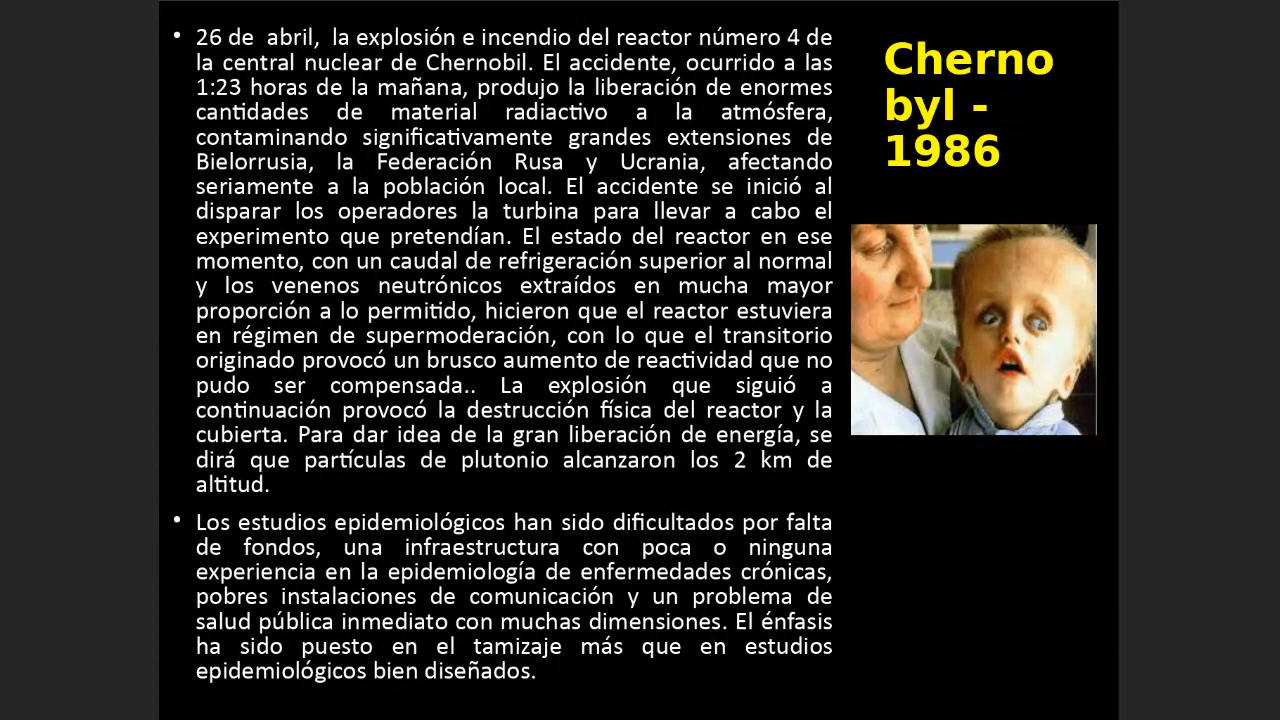 • 26 de  abril,  la explosión e incendio del reactor número 4 de
la central nuclear de Chernobil. El accidente, ocurrido a las
1:23 horas de la mañana, produjo la liberación de enormes
cantidades de material radiactivo a la atmósfera,
contaminando significativamente grandes extensiones de
Bielorrusia, la Federación Rusa y Ucrania, afectando
seriamente a la población local. El accidente se inició al
disparar los operadores la turbina para llevar a cabo el
experimento que pretendían. El estado del reactor en ese
momento, con un caudal de refrigeración superior al normal
y los venenos neutrónicos extraídos en mucha mayor
proporción a lo permitido, hicieron que el reactor estuviera
en régimen de supermoderación, con lo que el transitorio
originado provocó un brusco aumento de reactividad que no
pudo ser compensada.. La explosión que siguió a
continuación provocó la destrucción física del reactor y la
cubierta. Para dar idea de la gran liberación de energía, se
dirá que partículas de plutonio alcanzaron los 2 km de
altitud.
• Los estudios epidemiológicos han sido dificultados por falta
de fondos, una infraestructura con poca o ninguna
experiencia en la epidemiología de enfermedades crónicas,
pobres instalaciones de comunicación y un problema de
salud pública inmediato con muchas dimensiones. El énfasis
ha sido puesto en el tamizaje más que en estudios
epidemiológicos bien diseñados.
Cherno
byl -
1986